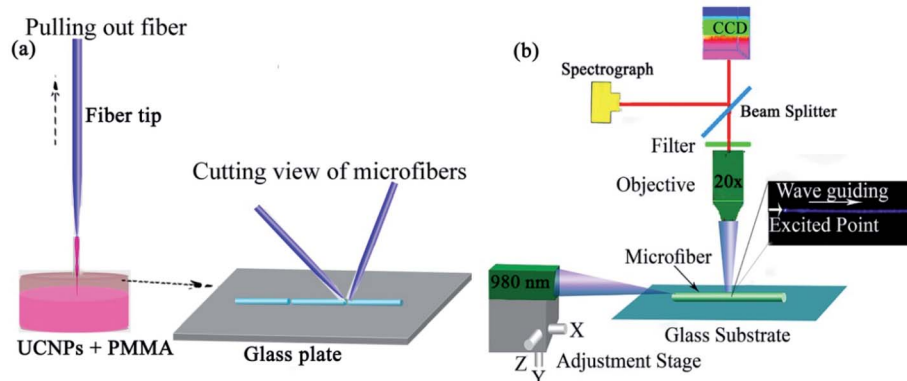 (a)
Pulling out fiber
Fiber tip
Cutting view of microfibers
UCNPs + PMMA
Glass plate
(b)
CCD
Spectrograph
Beam Splitter
Filter
Objective
20x
Wave guiding
Excited Point
Microfiber
980 nm
Glass Substrate
X
Z
Y
Adjustment Stage